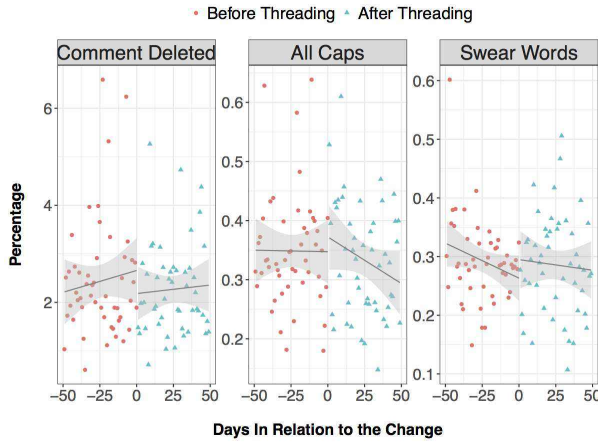 Before Threading After Threading
Comment Deleted All Caps Swear Words
Percentage
6
4
2
0.6
0.5
0.4
0.3
0.2
0.6
0.5
0.4
0.3
0.2
0.1
−50 −25 0 25 50 −50 −25 0 25 50 −50 −25 0 25 50
Days In Relation to the Change